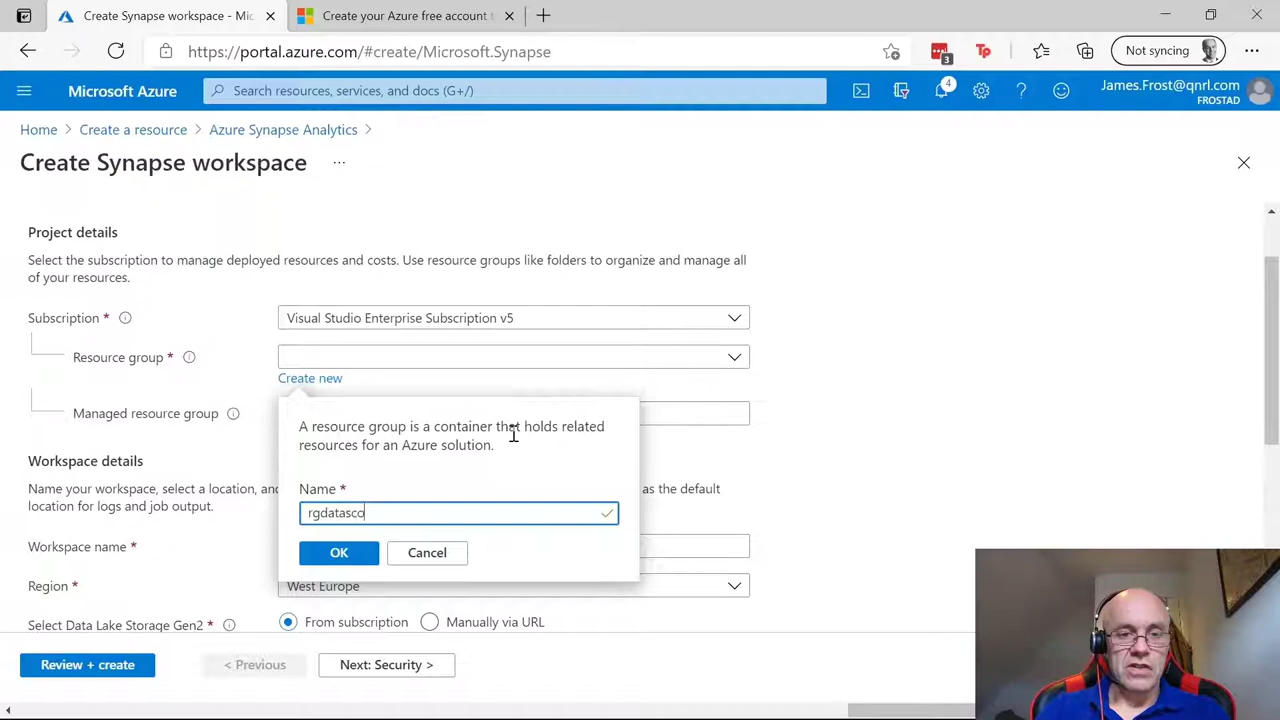 Create Synapse workspace - Mi
Create your Azure free account t
https://portal.azure.com/#create/Microsoft.Synapse
3
Not syncing
Microsoft Azure
Search resources, services, and docs (G+/)
4
James.Frost@qnrl.com
FROSTAD
Home > Create a resource > Azure Synapse Analytics >
Create Synapse workspace ...
Project details
Select the subscription to manage deployed resources and costs. Use resource groups like folders to organize and manage all
of your resources.
Subscription *
Visual Studio Enterprise Subscription v5
Resource group *
Create new
Managed resource group
A resource group is a container that holds related
resources for an Azure solution.
Name *
rgdatasco
OK
Cancel
Workspace details
Name your workspace, select a location, and
as the default
location for logs and job output.
Workspace name *
Region *
West Europe
Select Data Lake Storage Gen2 *
From subscription
Manually via URL
Review + create
< Previous
Next: Security >